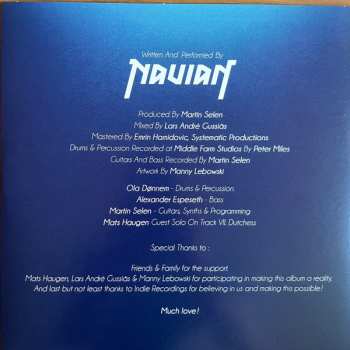 Written And Performed By
NAVIAN
Produced By Martin Selen
Mixed By Lars André Gussiås
Mastered By Emrin Hamidovic, Systematic Productions
Drums & Percussion Recorded at Middle Farm Studios By Peter Miles
Guitars And Bass Recorded By Martin Selen
Artwork By Manny Lebowski
Ola Dønnem - Drums & Percussion
Alexander Espeseth - Bass
Martin Selen - Guitars, Synths & Programming
Mats Haugen Guest Solo On Track VII, Dutchess
Special Thanks to :
Friends & Family for the support
Mats Haugen, Lars André Gussiås & Manny Lebowski for participating in making this album a reality.
And last but not least thanks to Indie Recordings for believing in us and making this possible!
Much love!